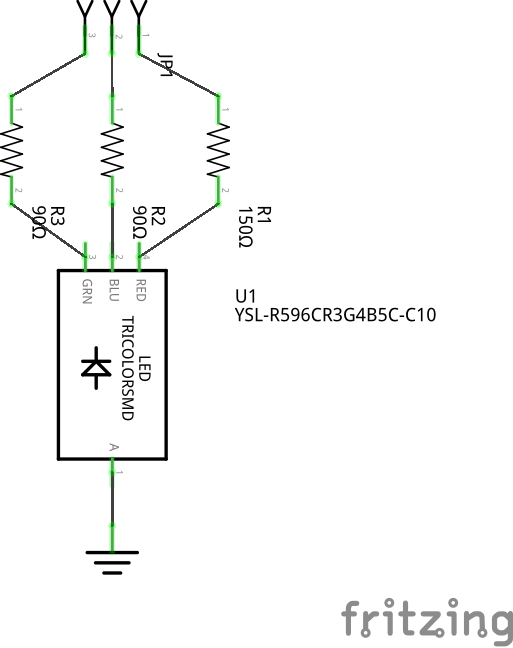 3
2
1
JP1
1
1
1
2
2
2
R3
90Ω
R2
90Ω
R1
150Ω
3
2
4
GRN
BLU
RED
U1
YSL-R596CR3G4B5C-C10
LED
TRICOLORSMD
A
1
fritzing